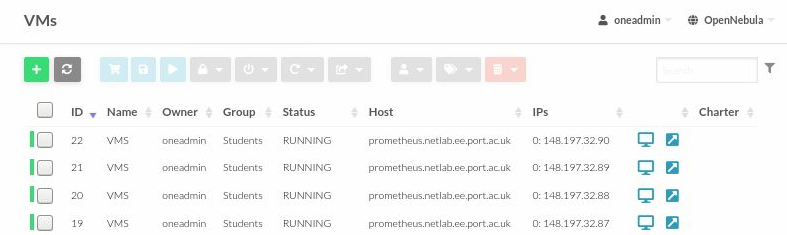 VMs
oneadmin OpenNebula
Search
ID Name Owner Group Status Host IPs Charter
22 VMS oneadmin Students RUNNING prometheus.netlab.ee.port.ac.uk 0: 148.197.32.90
21 VMS oneadmin Students RUNNING prometheus.netlab.ee.port.ac.uk 0: 148.197.32.89
20 VMS oneadmin Students RUNNING prometheus.netlab.ee.port.ac.uk 0: 148.197.32.88
19 VMS oneadmin Students RUNNING prometheus.netlab.ee.port.ac.uk 0: 148.197.32.87